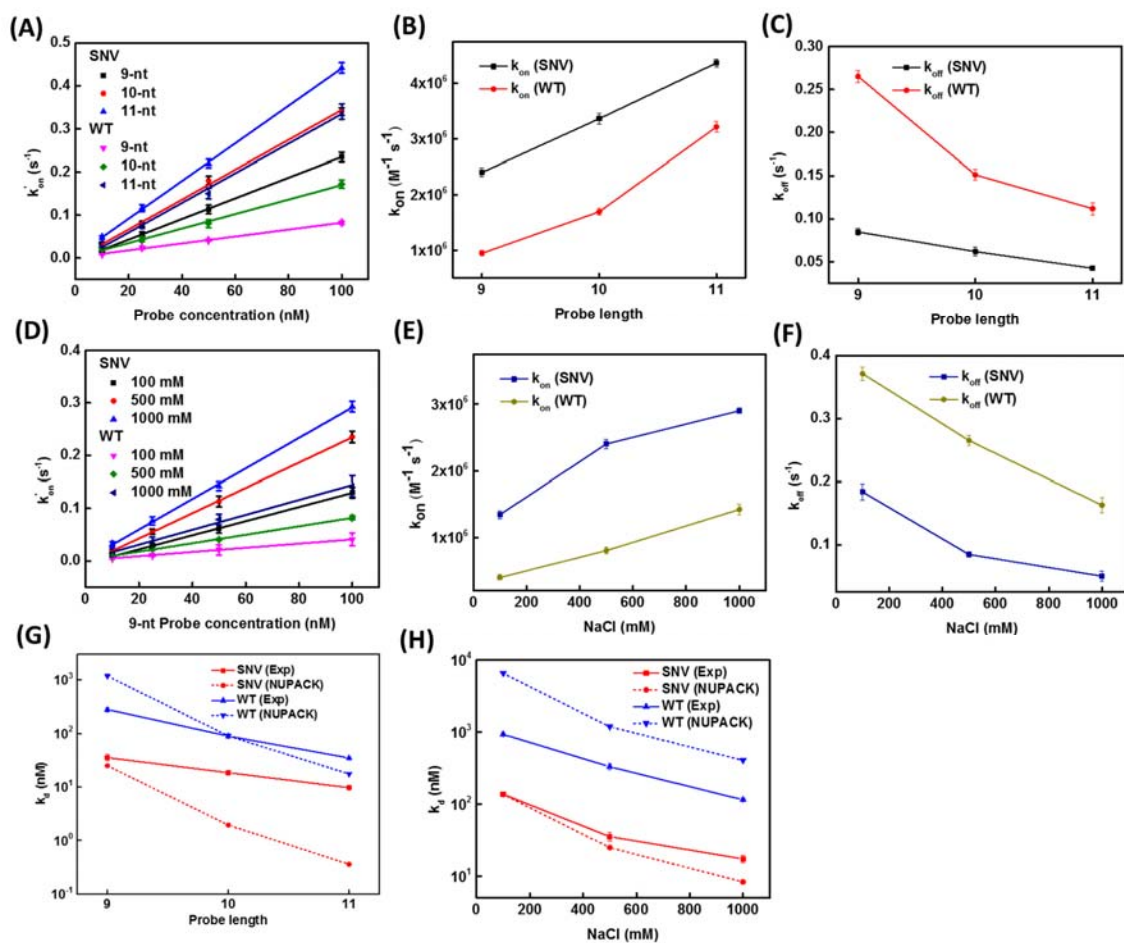 (A)
SNV
9-nt
10-nt
11-nt
WT
9-nt
10-nt
11-nt
k'on (s-1)
0.5
0.4
0.3
0.2
0.1
0.0
20 40 60 80 100
Probe concentration (nM)
(B)
kon (SNV)
kon (WT)
kon (M-1 s-1)
4x10^6
3x10^6
2x10^6
1x10^6
9 10 11
Probe length
(C)
koff (SNV)
koff (WT)
koff (s-1)
0.30
0.25
0.20
0.15
0.10
0.05
9 10 11
Probe length
(D)
SNV
100 mM
500 mM
1000 mM
WT
100 mM
500 mM
1000 mM
k'on (s-1)
0.4
0.3
0.2
0.1
0.0
0 20 40 60 80 100
9-nt Probe concentration (nM)
(E)
kon (SNV)
kon (WT)
kon (M-1 s-1)
3x10^6
2x10^6
1x10^6
0 200 400 600 800 1000
NaCl (mM)
(F)
koff (SNV)
koff (WT)
koff (s-1)
0.4
0.3
0.2
0.1
0 200 400 600 800 1000
NaCl (mM)
(G)
SNV (Exp)
SNV (NUPACK)
WT (Exp)
WT (NUPACK)
kd (nM)
10^3
10^2
10^1
10^0
10^-1
9 10 11
Probe length
(H)
SNV (Exp)
SNV (NUPACK)
WT (Exp)
WT (NUPACK)
kd (nM)
10^4
10^3
10^2
10^1
0 200 400 600 800 1000
NaCl (mM)